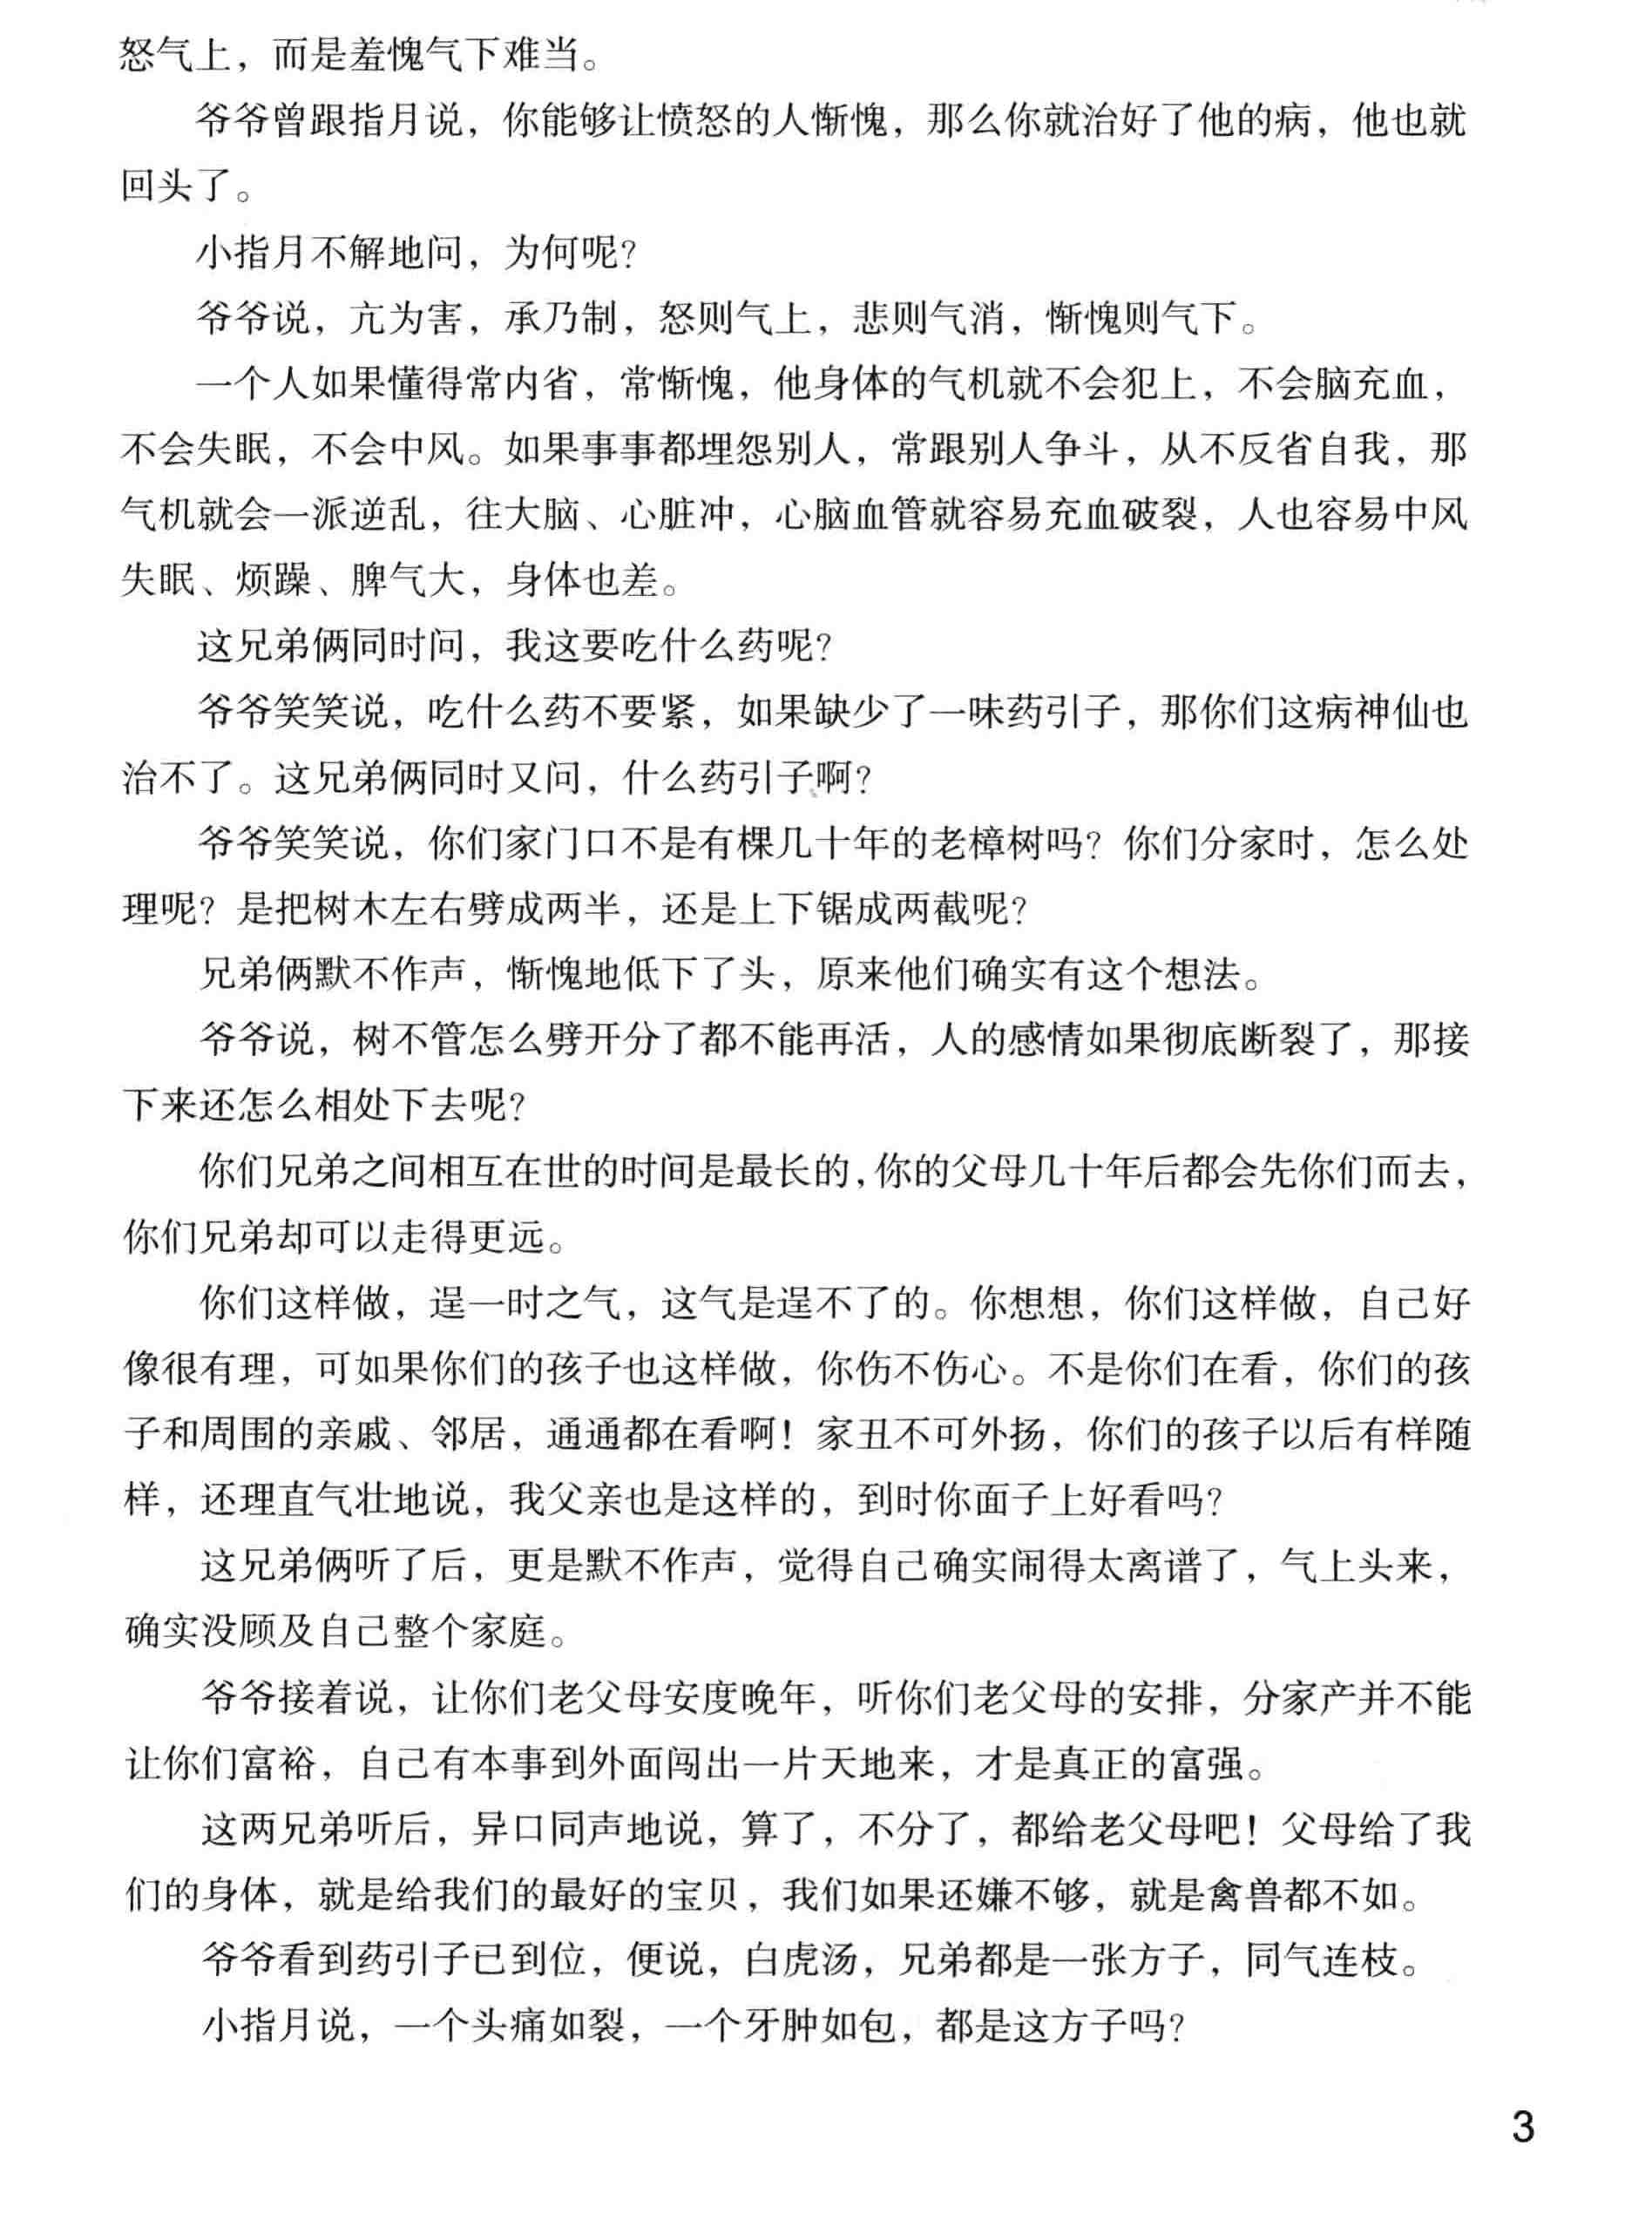 怒气上，而是羞愧气下难当。
爷爷曾跟指月说，你能够让愤怒的人惭愧，那么你就治好了他的病，他也就
回头了。
小指月不解地问，为何呢？
爷爷说，亢为害，承乃制，怒则气上，悲则气消，惭愧则气下。
一个人如果懂得常内省，常惭愧，他身体的气机就不会犯上，不会脑充血，
不会失眠，不会中风。如果事事都埋怨别人，常跟别人争斗，从不反省自我，那
气机就会一派逆乱，往大脑、心脏冲，心脑血管就容易充血破裂，人也容易中风
失眠、烦躁、脾气大，身体也差。
这兄弟俩同时问，我这要吃什么药呢？
爷爷笑笑说，吃什么药不要紧，如果缺少了一味药引子，那你们这病神仙也
治不了。这兄弟俩同时又问，什么药引子啊？
爷爷笑笑说，你们家门口不是有棵几十年的老樟树吗？你们分家时，怎么处
理呢？是把树木左右劈成两半，还是上下锯成两截呢？
兄弟俩默不作声，惭愧地低下了头，原来他们确实有这个想法。
爷爷说，树不管怎么劈开分了都不能再活，人的感情如果彻底断裂了，那接
下来还怎么相处下去呢？
你们兄弟之间相互在世的时间是最长的，你的父母几十年后都会先你们而去，
你们兄弟却可以走得更远。
你们这样做，逞一时之气，这气是逞不了的。你想想，你们这样做，自己好
像很有理，可如果你们的孩子也这样做，你伤不伤心。不是你们在看，你们的孩
子和周围的亲戚、邻居，通通都在看啊！家丑不可外扬，你们的孩子以后有样随
样，还理直气壮地说，我父亲也是这样的，到时你面子上好看吗？
这兄弟俩听了后，更是默不作声，觉得自己确实闹得太离谱了，气上头来，
确实没顾及自己整个家庭。
爷爷接着说，让你们老父母安度晚年，听你们老父母的安排，分家产并不能
让你们富裕，自己有本事到外面闯出一片天地来，才是真正的富强。
这两兄弟听后，异口同声地说，算了，不分了，都给老父母吧！父母给了我
们的身体，就是给我们的最好的宝贝，我们如果还嫌不够，就是禽兽都不如。
爷爷看到药引子已到位，便说，白虎汤，兄弟都是一张方子，同气连枝。
小指月说，一个头痛如裂，一个牙肿如包，都是这方子吗？
3